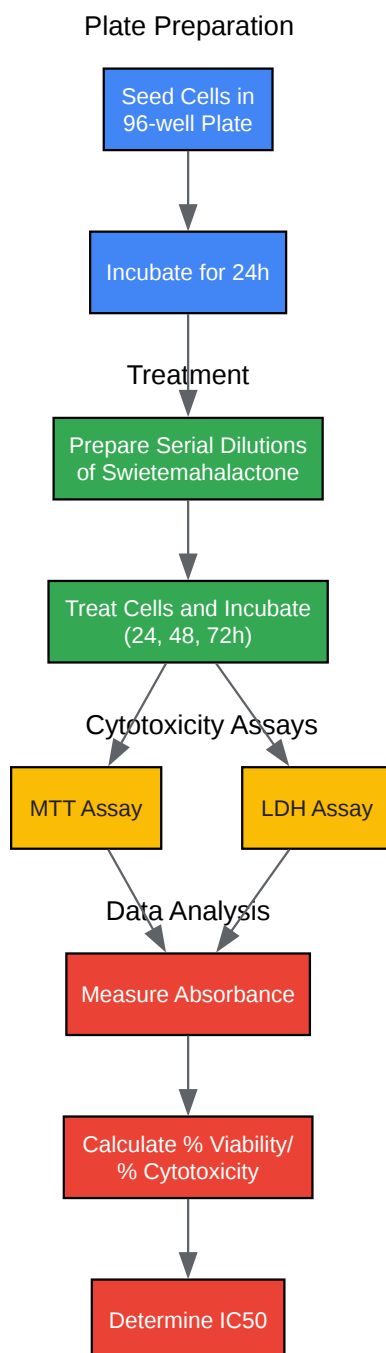 Plate Preparation
Seed Cells in
96-well Plate
Incubate for 24h
Treatment
Prepare Serial Dilutions
of Swietemahalactone
Treat Cells and Incubate
(24, 48, 72h)
Cytotoxicity Assays
MTT Assay
LDH Assay
Data Analysis
Measure Absorbance
Calculate % Viability/
% Cytotoxicity
Determine IC50